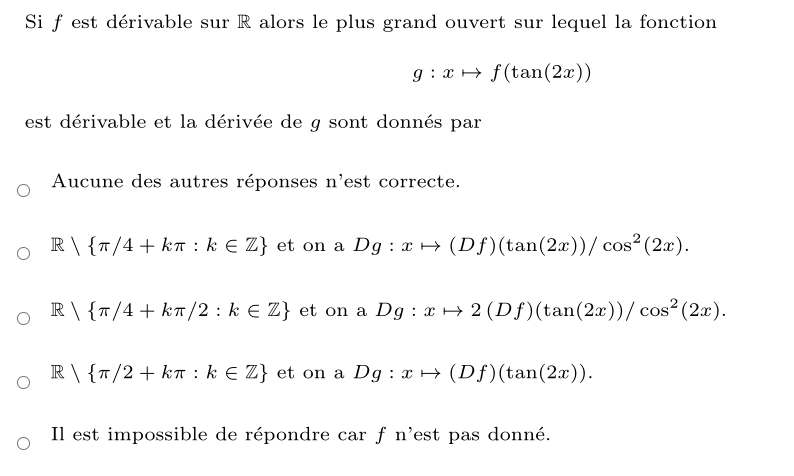 Si f est dérivable sur ℝ alors le plus grand ouvert sur lequel la fonction
g : x ↦ f(tan(2x))
est dérivable et la dérivée de g sont donnés par
Aucune des autres réponses n'est correcte.
ℝ \ {π/4 + kπ : k ∈ ℤ} et on a Dg : x ↦ (Df)(tan(2x))/ cos²(2x).
ℝ \ {π/4 + kπ/2 : k ∈ ℤ} et on a Dg : x ↦ 2 (Df)(tan(2x))/ cos²(2x).
ℝ \ {π/2 + kπ : k ∈ ℤ} et on a Dg : x ↦ (Df)(tan(2x)).
Il est impossible de répondre car f n'est pas donné.